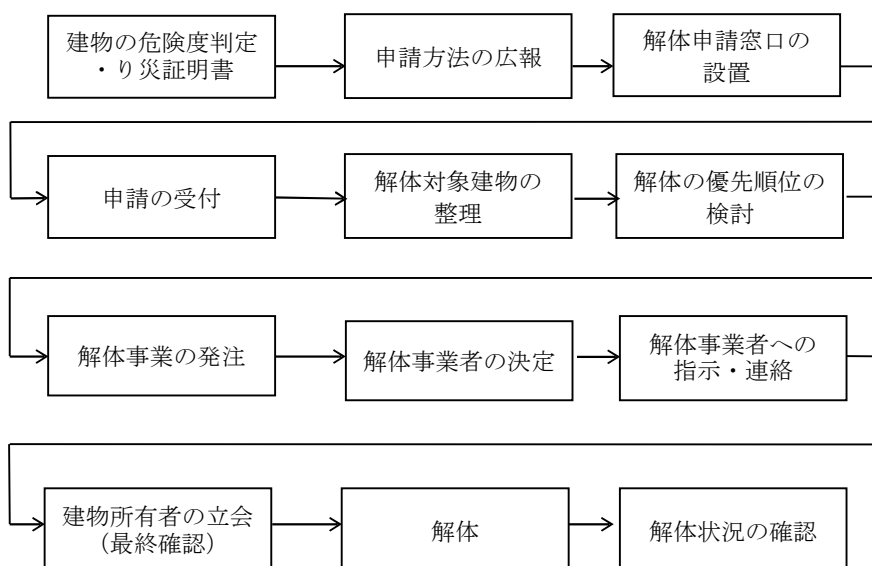 建物の危険度判定
・り災証明書
申請方法の広報
解体申請窓口の
設置
申請の受付
解体対象建物の
整理
解体の優先順位の
検討
解体事業の発注
解体事業者の決定
解体事業者への
指示・連絡
建物所有者の立会
（最終確認）
解体
解体状況の確認